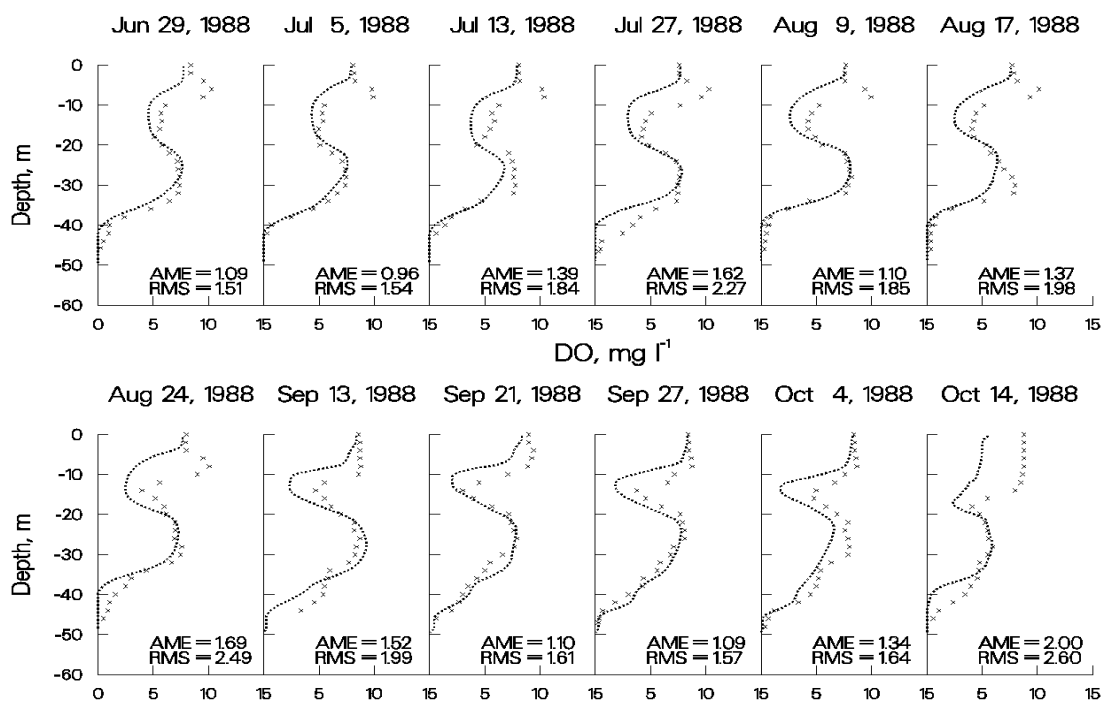 Jun 29, 1988 Jul 5, 1988 Jul 13, 1988 Jul 27, 1988 Aug 9, 1988 Aug 17, 1988
0
-10
-20
-30
-40
-50
-60
Depth, m
AME = 1.09 AME = 0.96 AME = 1.39 AME = 1.62 AME = 1.10 AME = 1.37
RMS = 1.51 RMS = 1.54 RMS = 1.84 RMS = 2.27 RMS = 1.85 RMS = 1.98
0 5 10 15 5 10 15 5 10 15 5 10 15 5 10 15 5 10 15
DO, mg l-1
Aug 24, 1988 Sep 13, 1988 Sep 21, 1988 Sep 27, 1988 Oct 4, 1988 Oct 14, 1988
0
-10
-20
-30
-40
-50
-60
Depth, m
AME = 1.69 AME = 1.52 AME = 1.10 AME = 1.09 AME = 1.34 AME = 2.00
RMS = 2.49 RMS = 1.99 RMS = 1.61 RMS = 1.57 RMS = 1.64 RMS = 2.60
0 5 10 15 5 10 15 5 10 15 5 10 15 5 10 15 5 10 15